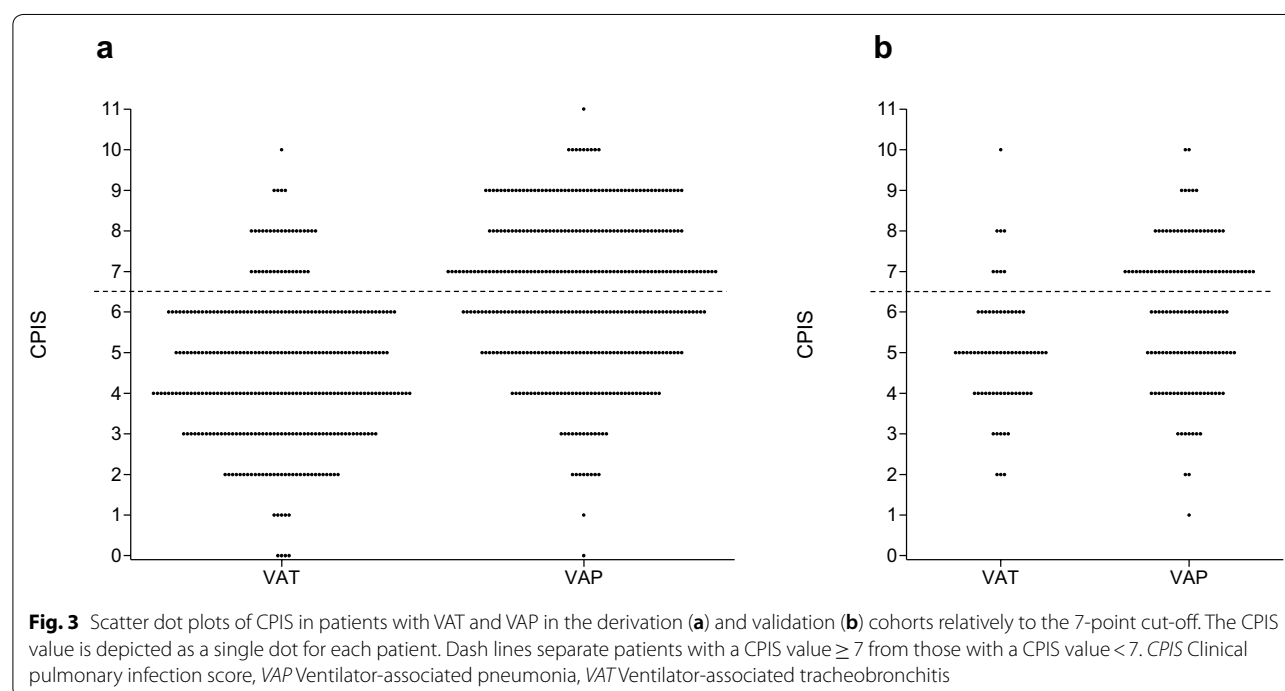 a
b
11
10
9
8
7
6
5
4
3
2
1
0
CPIS
VAT
VAP
11
10
9
8
7
6
5
4
3
2
1
0
CPIS
VAT
VAP
Fig. 3 Scatter dot plots of CPIS in patients with VAT and VAP in the derivation (a) and validation (b) cohorts relatively to the 7-point cut-off. The CPIS
value is depicted as a single dot for each patient. Dash lines separate patients with a CPIS value ≥ 7 from those with a CPIS value < 7. CPIS Clinical
pulmonary infection score, VAP Ventilator-associated pneumonia, VAT Ventilator-associated tracheobronchitis